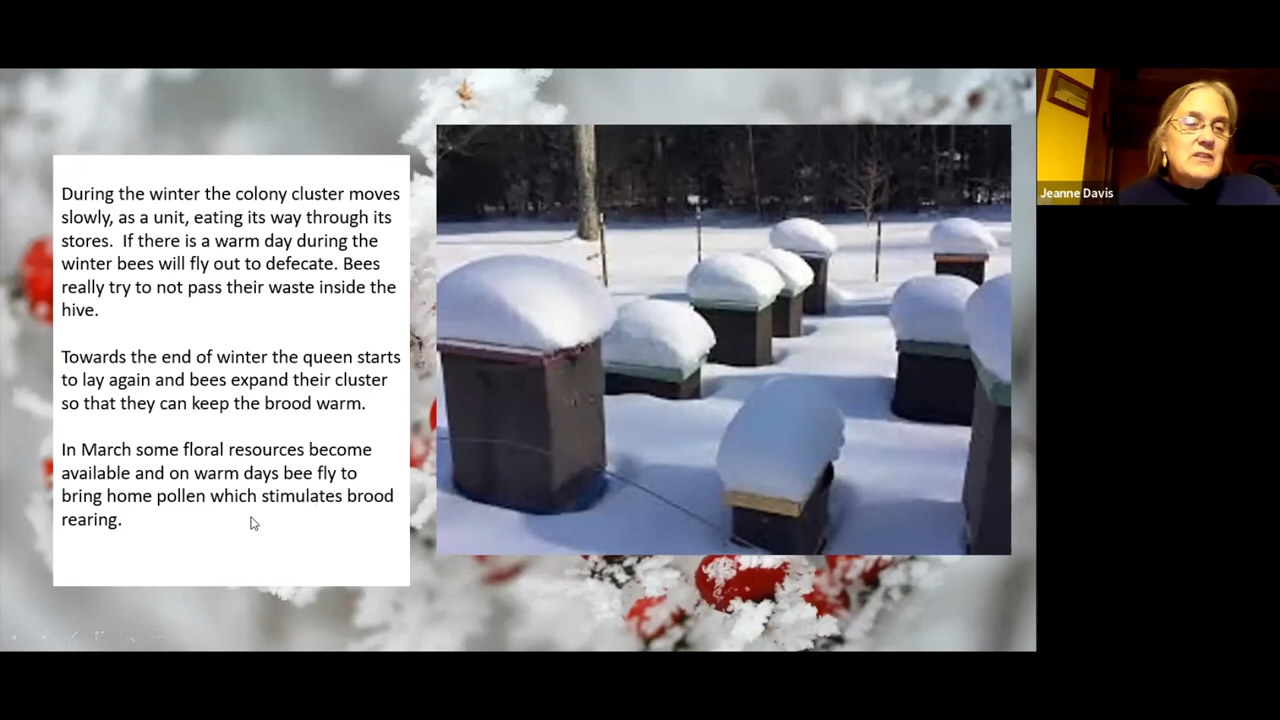 During the winter the colony cluster moves
slowly, as a unit, eating its way through its
stores.  If there is a warm day during the
winter bees will fly out to defecate. Bees
really try to not pass their waste inside the
hive.
Towards the end of winter the queen starts
to lay again and bees expand their cluster
so that they can keep the brood warm.
In March some floral resources become
available and on warm days bee fly to
bring home pollen which stimulates brood
rearing.
Jeanne Davis